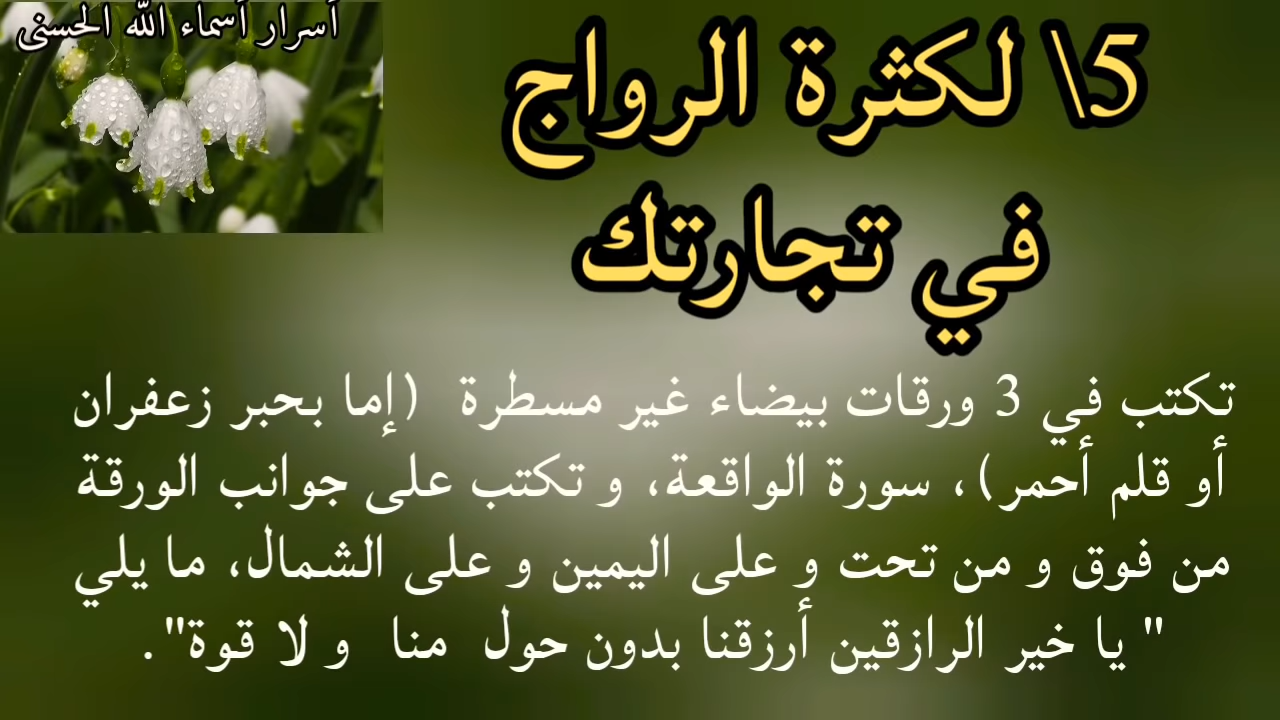 أسرار أسماء الله الحسنى
5\ لكثرة الرواج
في تجارتك
تكتب في 3 ورقات بيضاء غير مسطرة (إما بحبر زعفران
أو قلم أحمر)، سورة الواقعة، و تكتب على جوانب الورقة
من فوق و من تحت و على اليمين و على الشمال، ما يلي
" يا خير الرازقين أرزقنا بدون حول منا و لا قوة".